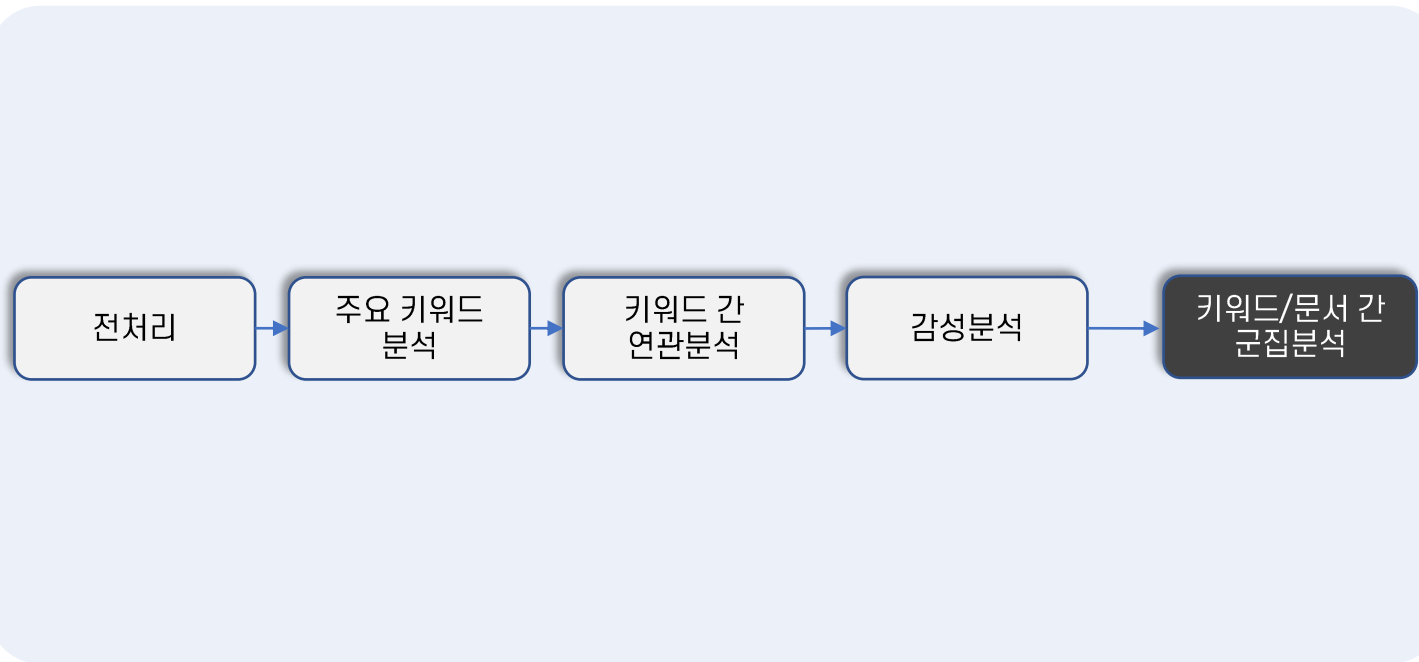 전처리
주요 키워드
분석
키워드 간
연관분석
감성분석
키워드/문서 간
군집분석